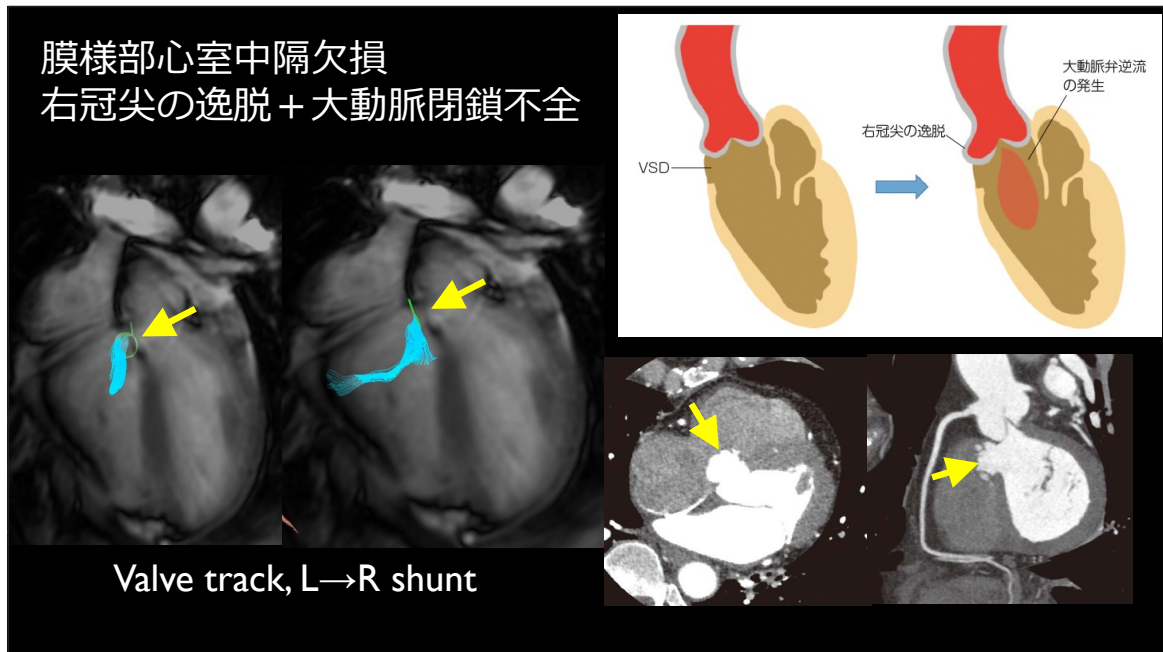 膜様部心室中隔欠損
右冠尖の逸脱＋大動脈閉鎖不全
VSD
右冠尖の逸脱
大動脈弁逆流
の発生
Valve track, L→R shunt